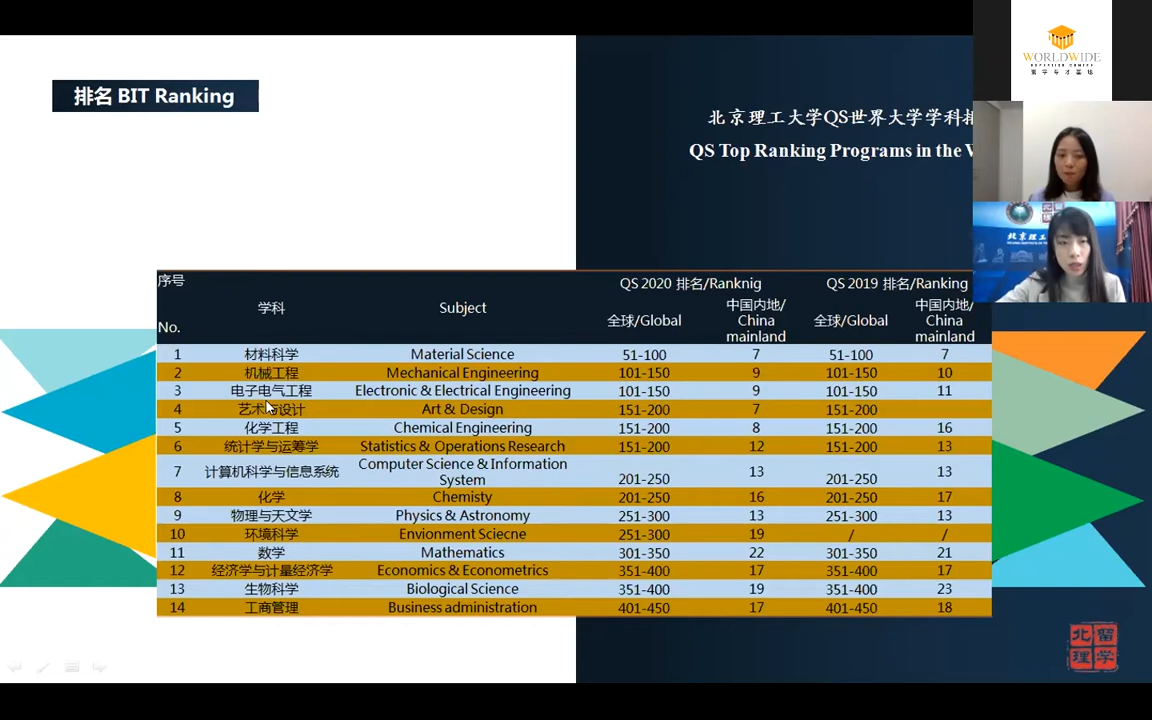 WORLDWIDE
排名 BIT Ranking
北京理工大学QS世界大学学科
QS Top Ranking Programs in the
北京理工
序号 No. 学科 Subject QS 2020 排名/Ranknig QS 2019 排名/Ranking
全球/Global 中国内地/China mainland 全球/Global 中国内地/China mainland
1 材料科学 Material Science 51-100 7 51-100 7
2 机械工程 Mechanical Engineering 101-150 9 101-150 10
3 电子电气工程 Electronic & Electrical Engineering 101-150 9 101-150 11
4 艺术与设计 Art & Design 151-200 7 151-200
5 化学工程 Chemical Engineering 151-200 8 151-200 16
6 统计学与运筹学 Statistics & Operations Research 151-200 12 151-200 13
7 计算机科学与信息系统 Computer Science & Information System 201-250 13 201-250 13
8 化学 Chemisty 201-250 16 201-250 17
9 物理与天文学 Physics & Astronomy 251-300 13 251-300 13
10 环境科学 Envionment Sciecne 251-300 19 / /
11 数学 Mathematics 301-350 22 301-350 21
12 经济学与计量经济学 Economics & Econometrics 351-400 17 351-400 17
13 生物科学 Biological Science 351-400 19 351-400 23
14 工商管理 Business administration 401-450 17 401-450 18
留学
北理